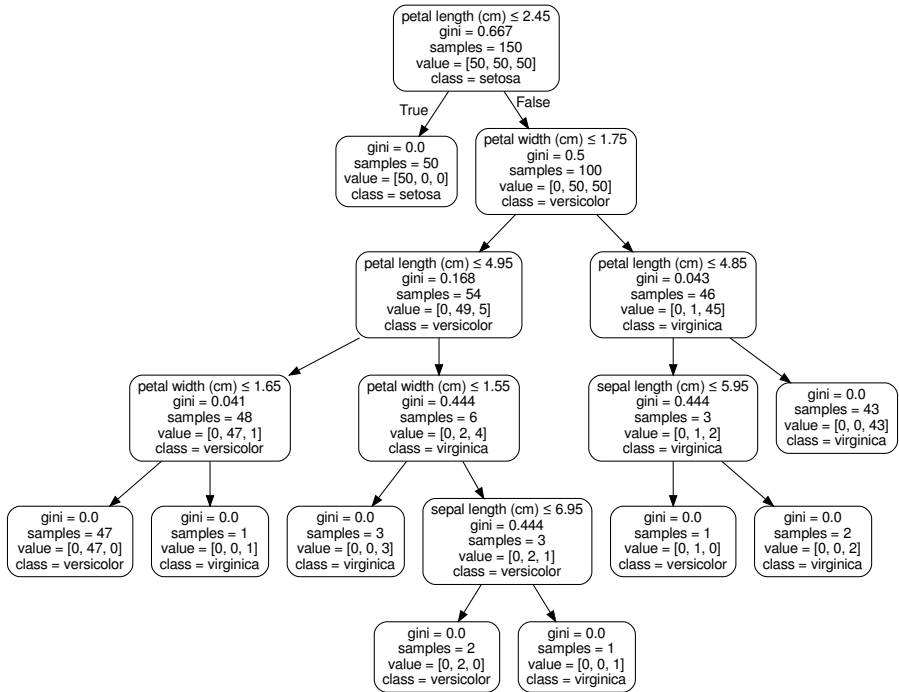 petal length (cm) ≤ 2.45
gini = 0.667
samples = 150
value = [50, 50, 50]
class = setosa
True
False
gini = 0.0
samples = 50
value = [50, 0, 0]
class = setosa
petal width (cm) ≤ 1.75
gini = 0.5
samples = 100
value = [0, 50, 50]
class = versicolor
petal length (cm) ≤ 4.95
gini = 0.168
samples = 54
value = [0, 49, 5]
class = versicolor
petal length (cm) ≤ 4.85
gini = 0.043
samples = 46
value = [0, 1, 45]
class = virginica
petal width (cm) ≤ 1.65
gini = 0.041
samples = 48
value = [0, 47, 1]
class = versicolor
petal width (cm) ≤ 1.55
gini = 0.444
samples = 6
value = [0, 2, 4]
class = virginica
sepal length (cm) ≤ 5.95
gini = 0.444
samples = 3
value = [0, 1, 2]
class = virginica
gini = 0.0
samples = 43
value = [0, 0, 43]
class = virginica
gini = 0.0
samples = 47
value = [0, 47, 0]
class = versicolor
gini = 0.0
samples = 1
value = [0, 0, 1]
class = virginica
gini = 0.0
samples = 3
value = [0, 0, 3]
class = virginica
sepal length (cm) ≤ 6.95
gini = 0.444
samples = 3
value = [0, 2, 1]
class = versicolor
gini = 0.0
samples = 1
value = [0, 1, 0]
class = versicolor
gini = 0.0
samples = 2
value = [0, 0, 2]
class = virginica
gini = 0.0
samples = 2
value = [0, 2, 0]
class = versicolor
gini = 0.0
samples = 1
value = [0, 0, 1]
class = virginica